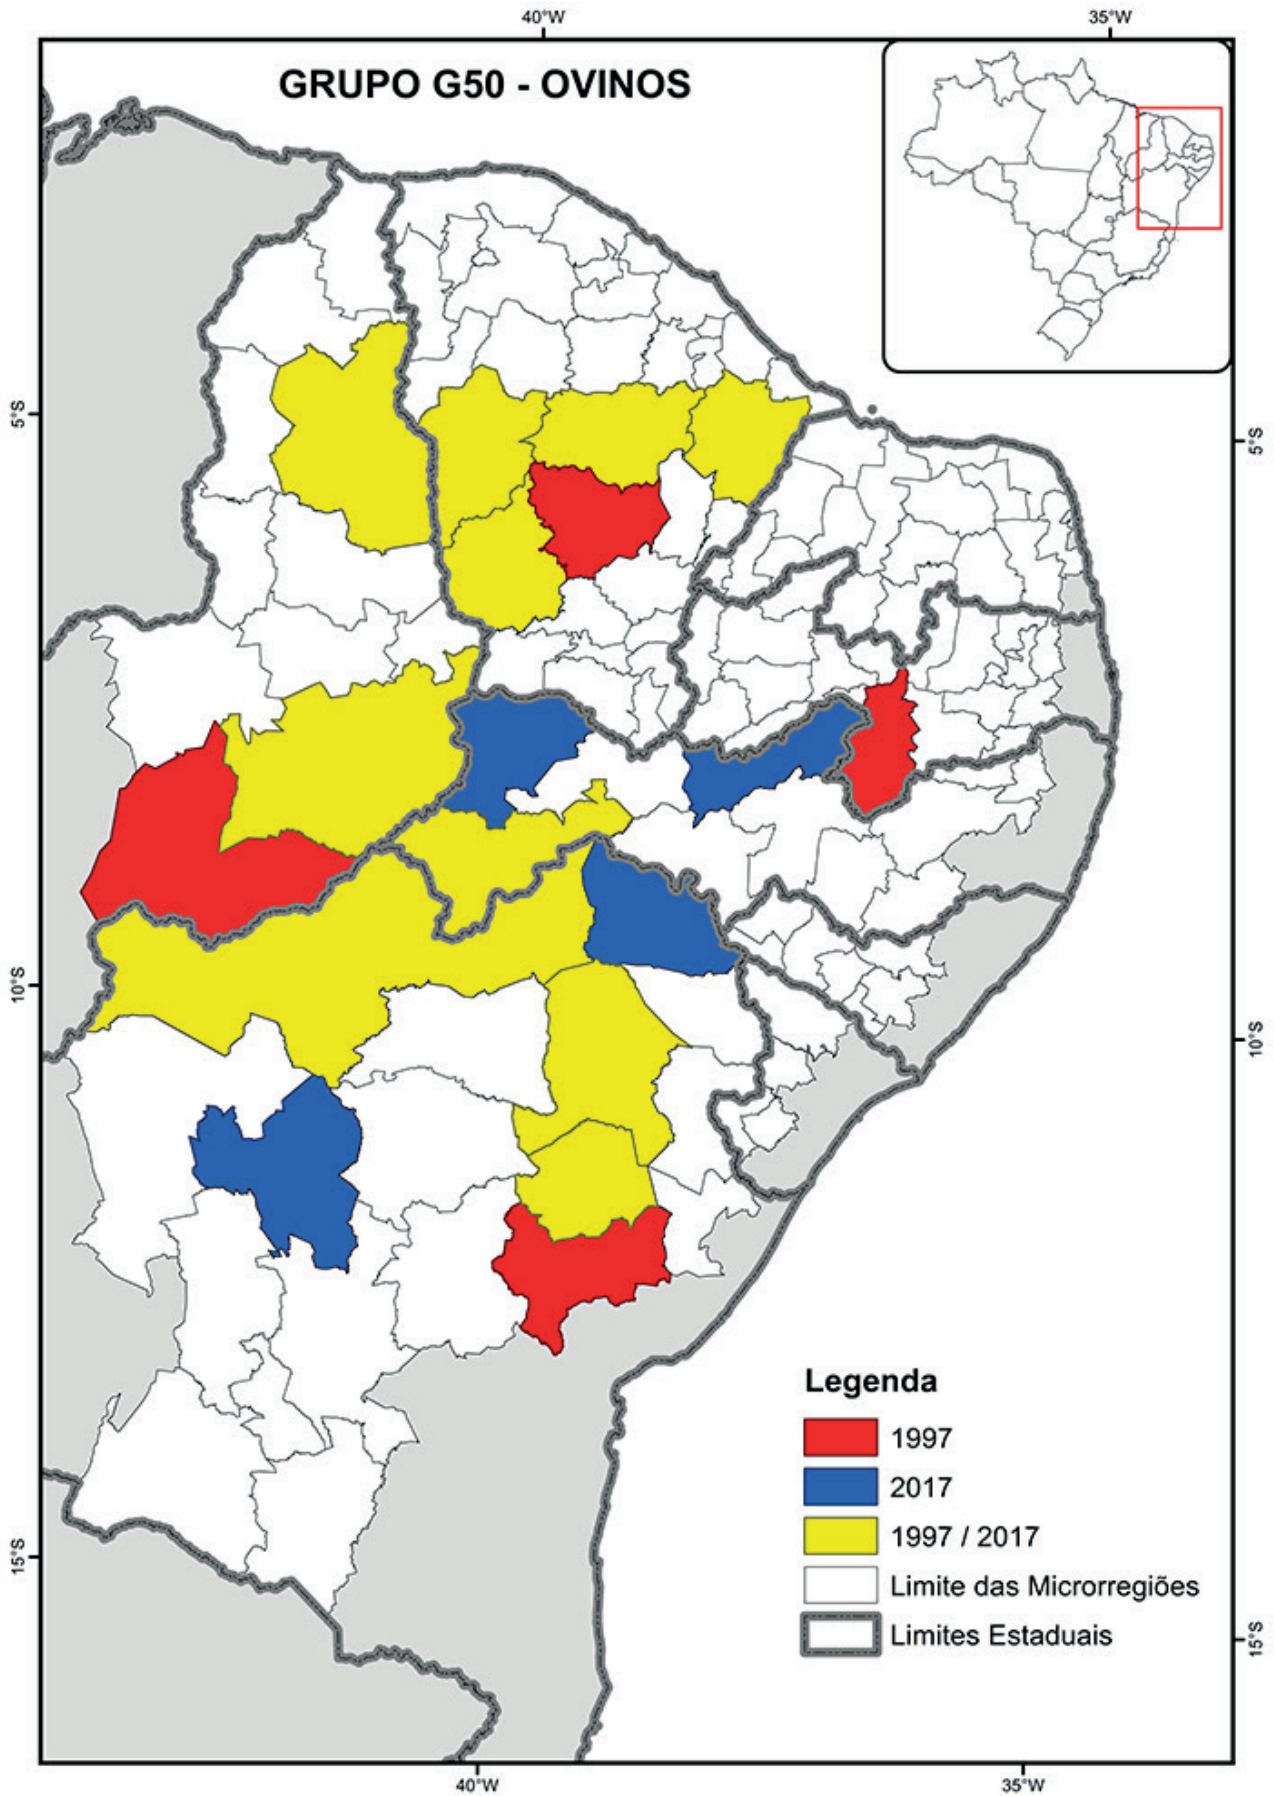 40°W 35°W
GRUPO G50 - OVINOS
5°S
5°S
10°S
10°S
Legenda
1997
2017
1997 / 2017
Limite das Microrregiões
Limites Estaduais
15°S
15°S
40°W 35°W